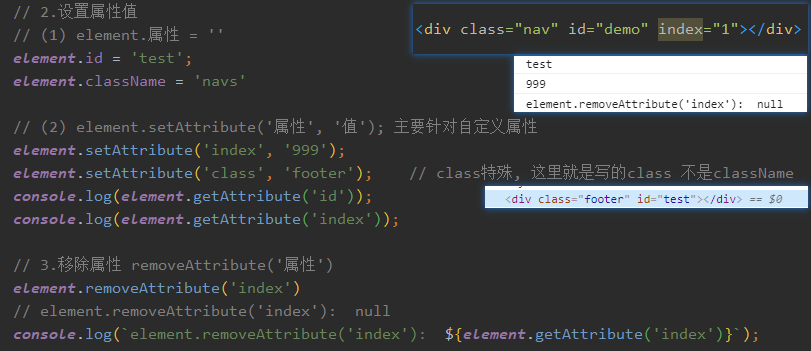 // 2.设置属性值
// (1) element.属性 = ''
element.id = 'test';
element.className = 'navs'
<div class="nav" id="demo" index="1"></div>
test
999
element.removeAttribute('index'):  null
// (2) element.setAttribute('属性', '值'); 主要针对自定义属性
element.setAttribute('index', '999');
element.setAttribute('class', 'footer');    // class特殊, 这里就是写的class 不是className
console.log(element.getAttribute('id'));
console.log(element.getAttribute('index'));
<div class="footer" id="test"></div> == $0
// 3.移除属性 removeAttribute('属性')
element.removeAttribute('index')
// element.removeAttribute('index'):  null
console.log(`element.removeAttribute('index'):  ${element.getAttribute('index')}`);